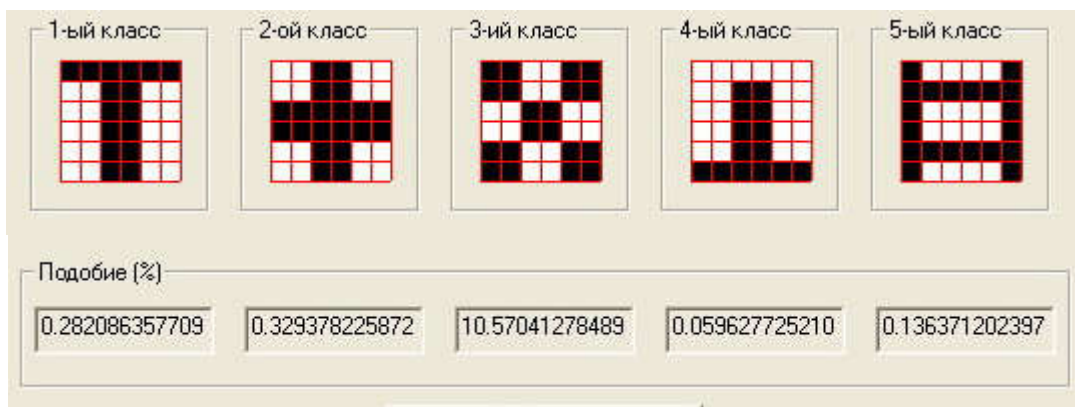 1-ый класс 2-ой класс 3-ий класс 4-ый класс 5-ый класс
Подобие (%)
0.282086357709 0.329378225872 10.57041278489 0.059627725210 0.136371202397